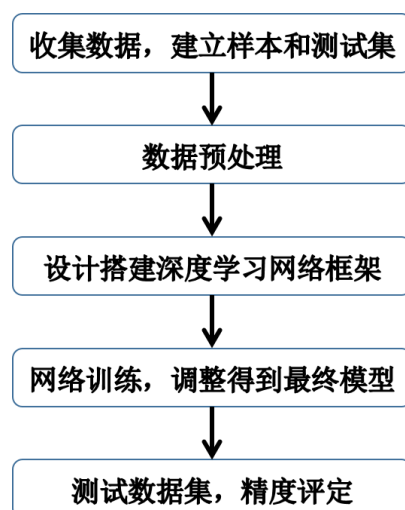 收集数据，建立样本和测试集
数据预处理
设计搭建深度学习网络框架
网络训练，调整得到最终模型
测试数据集，精度评定